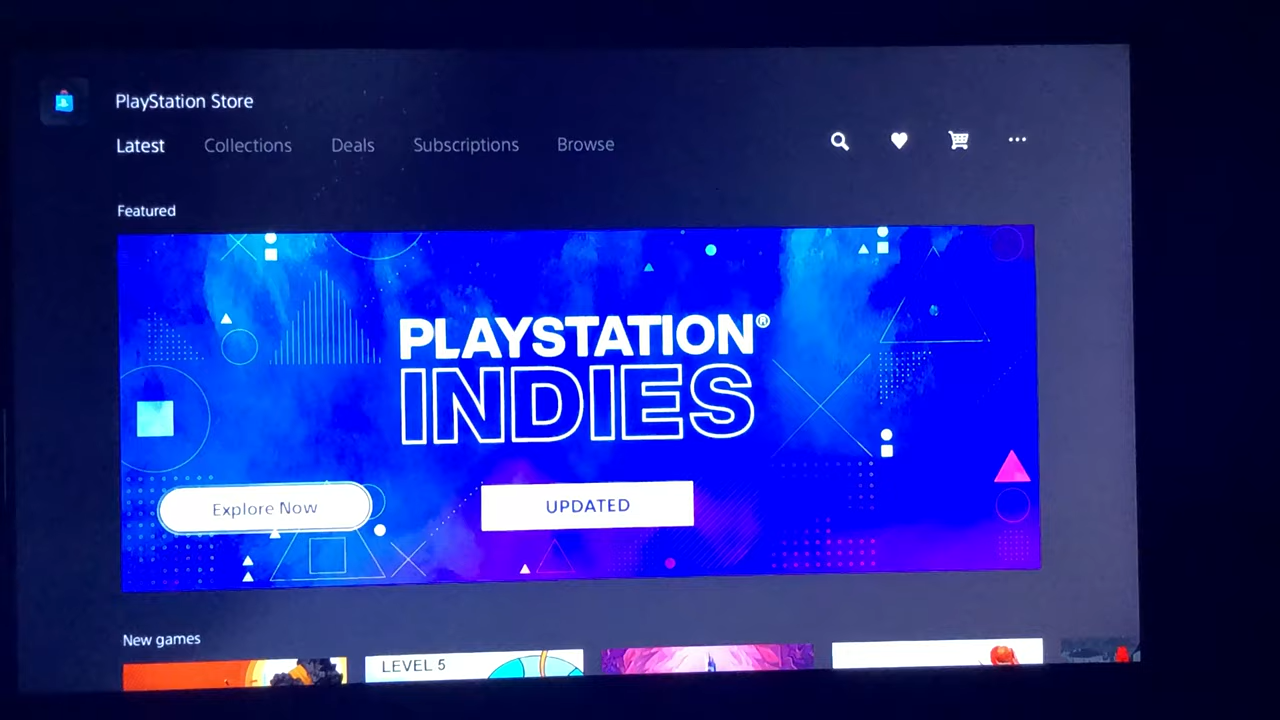 PlayStation Store
Latest Collections Deals Subscriptions Browse
Featured
PLAYSTATION®
INDIES
Explore Now
UPDATED
New games
LEVEL 5